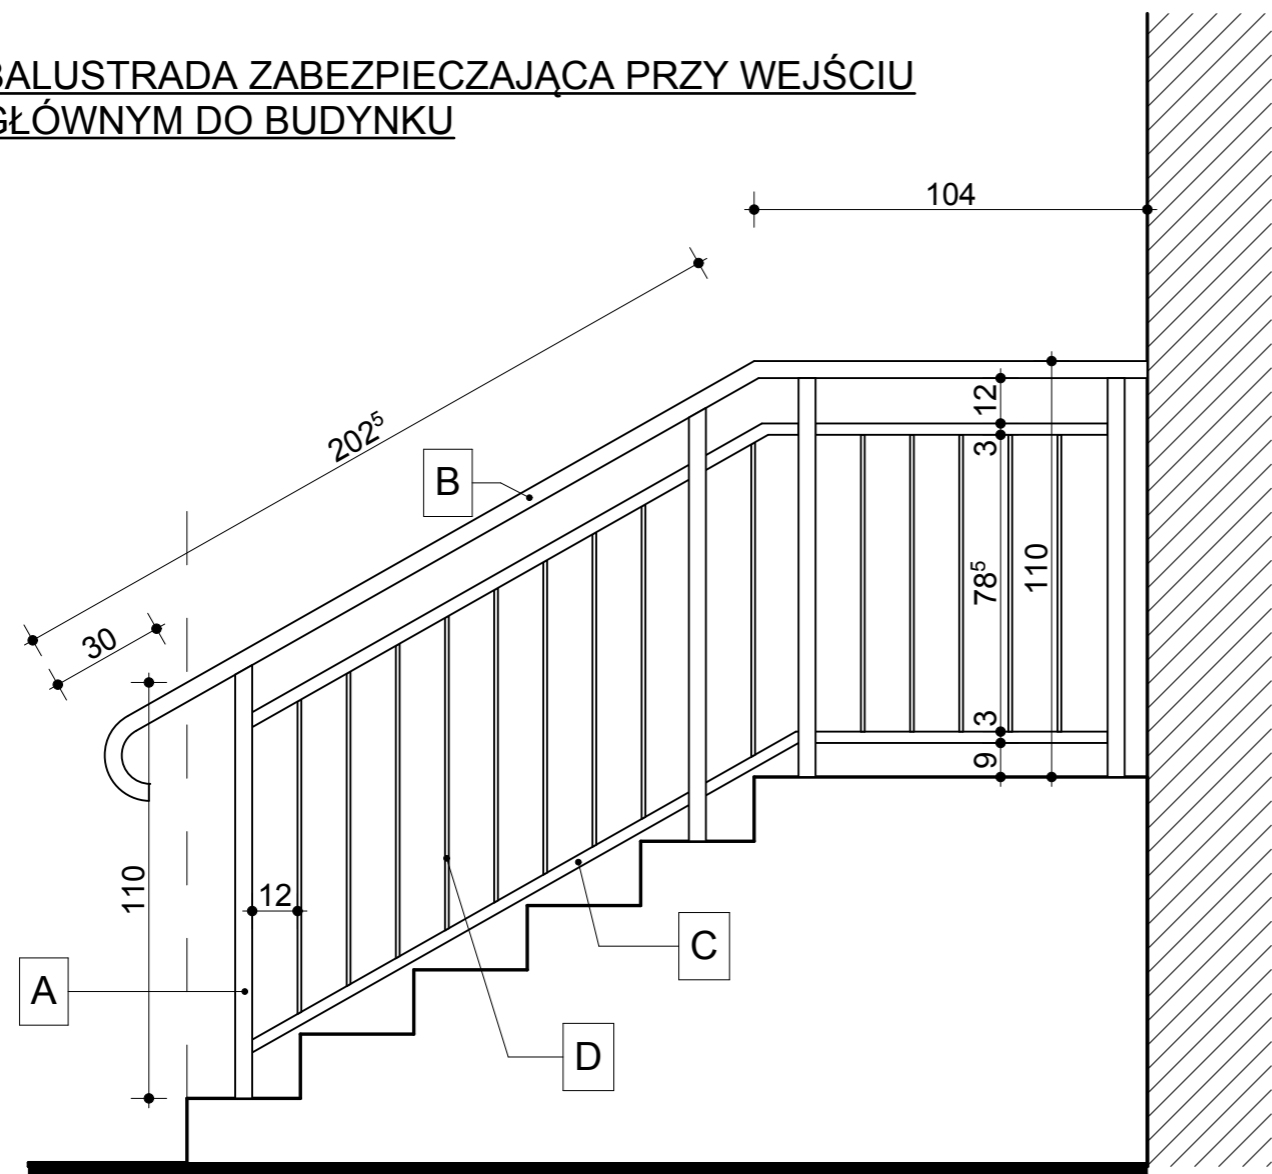 BALUSTRADA ZABEZPIECZAJĄCA PRZY WEJŚCIU
GŁÓWNYM DO BUDYNKU
104
202⁵
30
B
12
3
78⁵
110
3
9
110
12
A
C
D